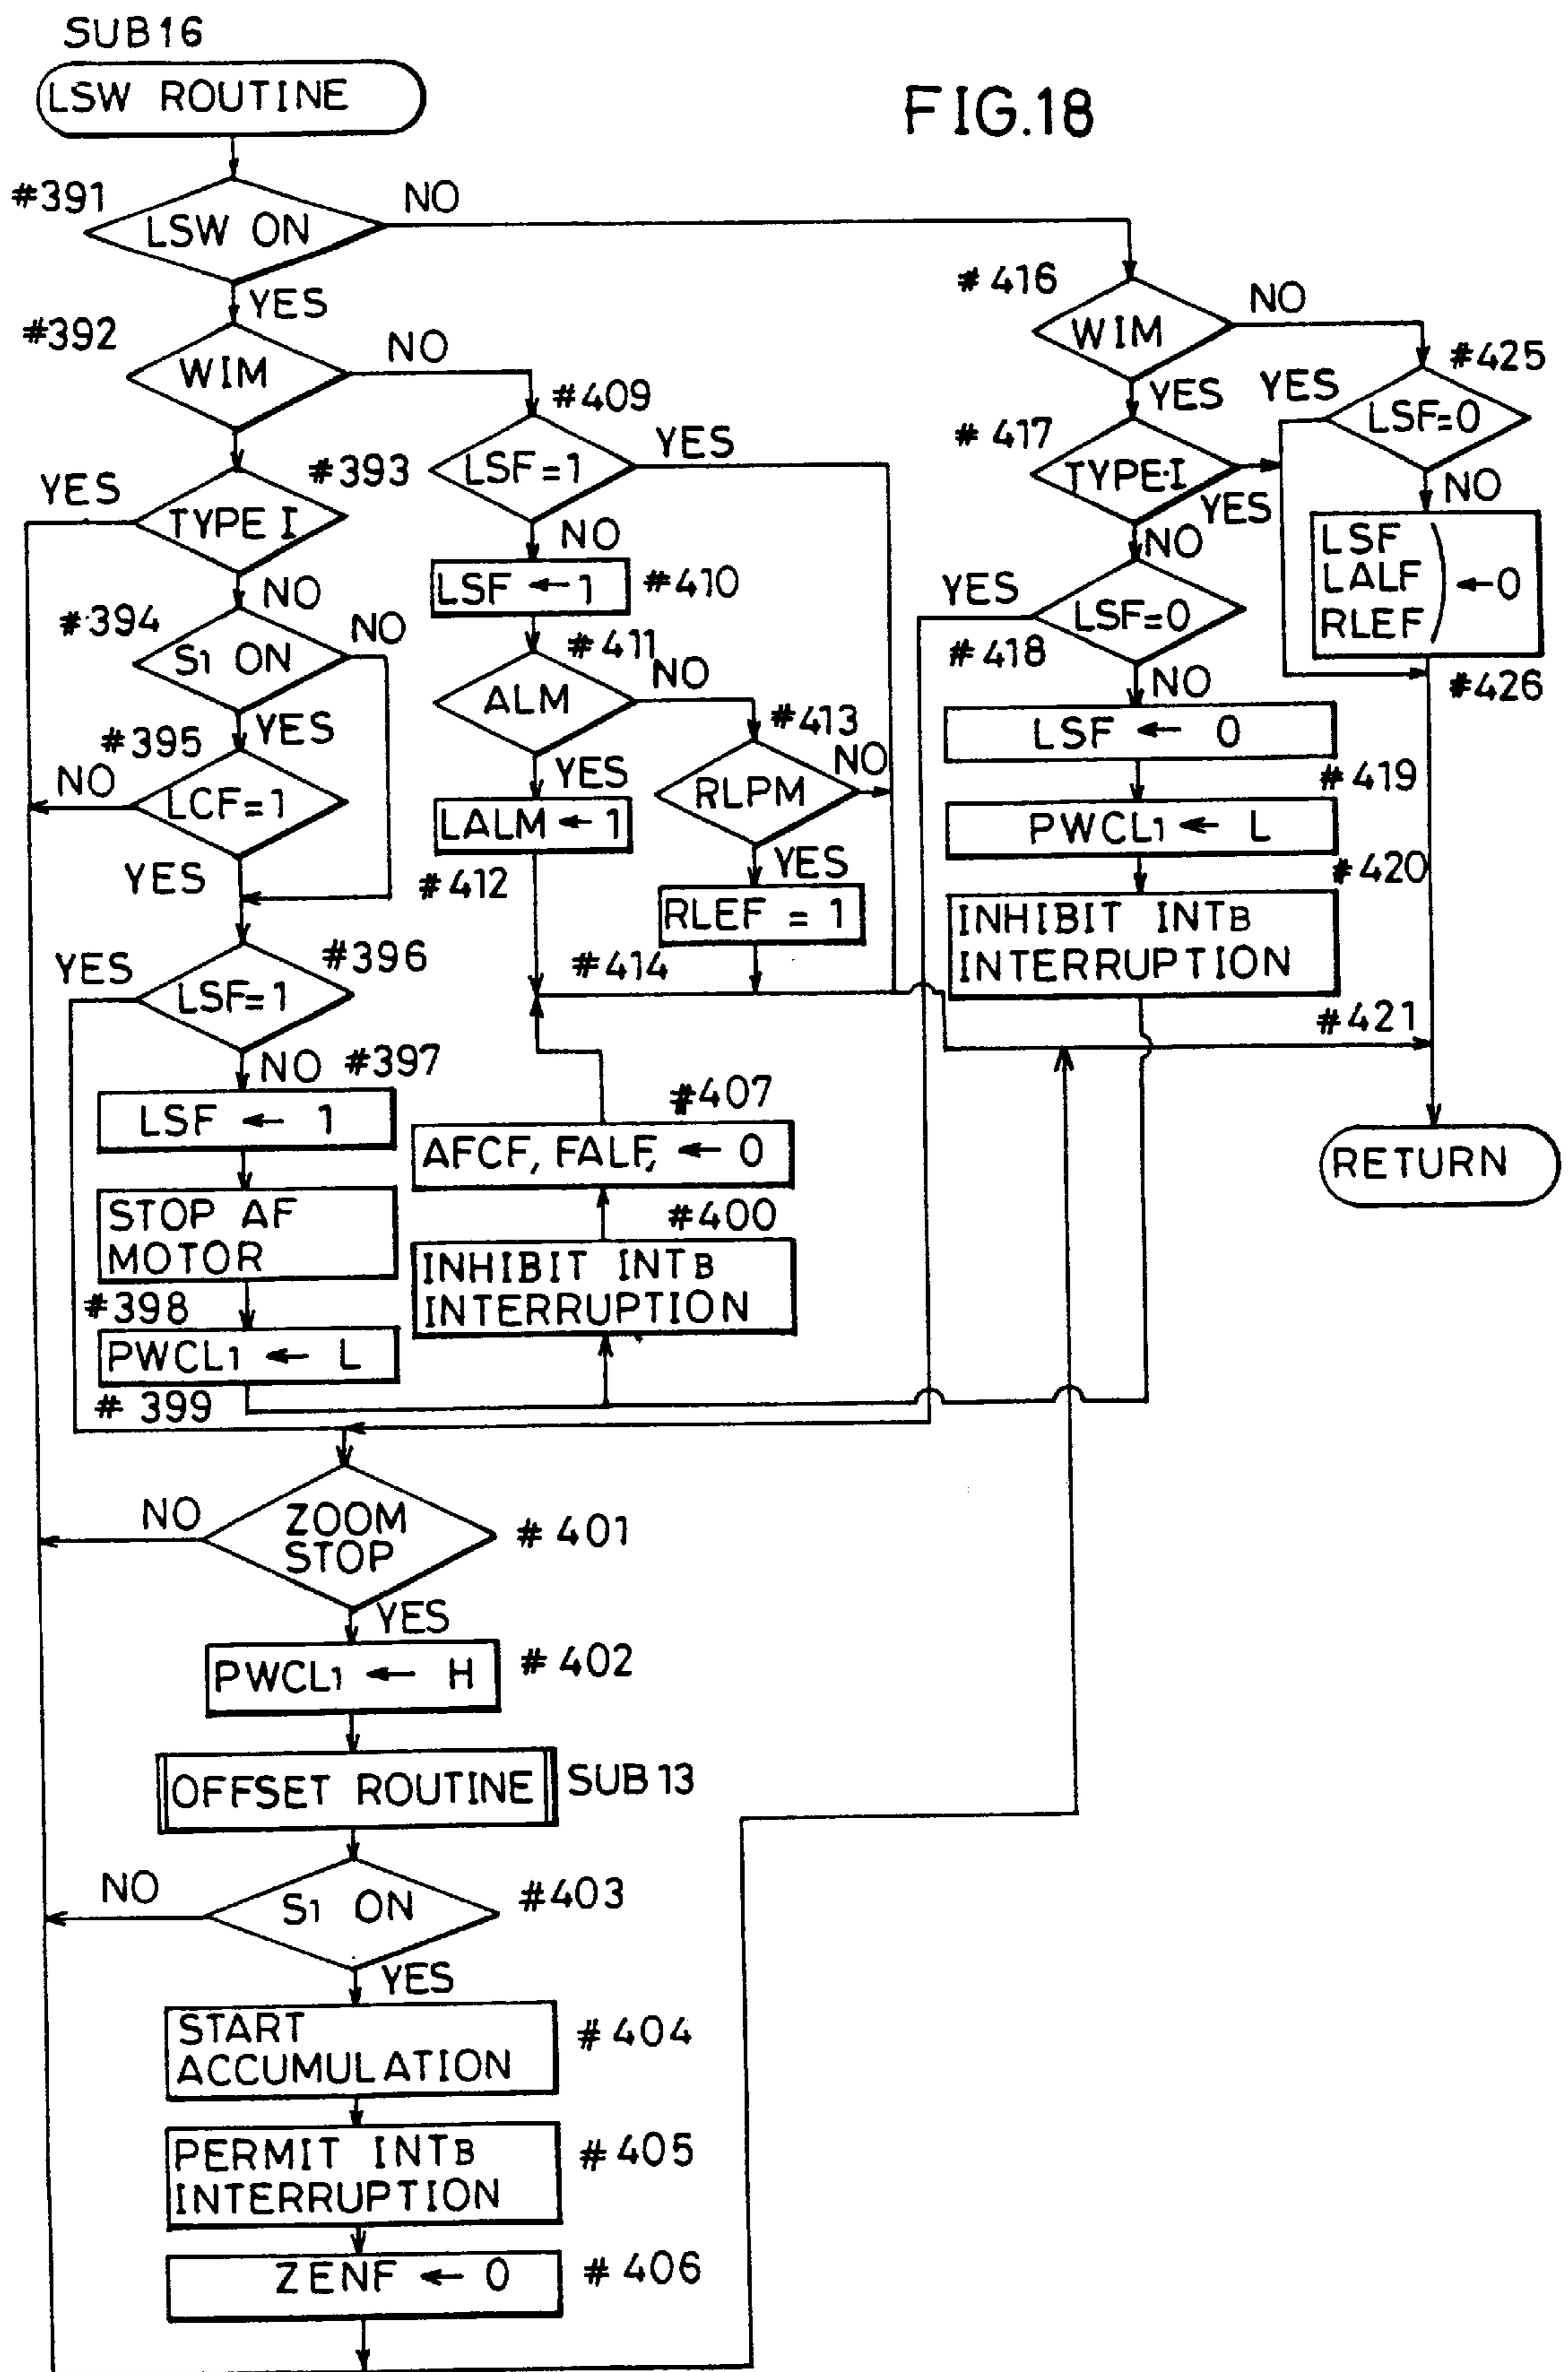 SUB16
LSW ROUTINE
FIG.18
#391
LSW ON
NO
YES
#392
WIM
NO
#393
YES
TYPE I
NO
#394
S1 ON
NO
YES
#395
NO
LCF=1
YES
#396
YES
LSF=1
NO
#397
LSF ← 1
STOP AF
MOTOR
#398
PWCL1 ← L
#399
#409
LSF=1
YES
NO
LSF ← 1
#410
#411
ALM
NO
YES
LALM ← 1
#412
#413
RLPM
NO
YES
RLEF = 1
#414
#407
AFCF, FALF, ← 0
#400
INHIBIT INTB
INTERRUPTION
#416
WIM
NO
YES
#417
TYPE·I
YES
NO
YES
LSF=0
#418
NO
LSF ← 0
#419
PWCL1 ← L
#420
INHIBIT INTB
INTERRUPTION
#421
#425
YES
LSF=0
NO
LSF
LALF ) ← 0
RLEF
#426
RETURN
NO
ZOOM
STOP
#401
YES
PWCL1 ← H
#402
OFFSET ROUTINE
SUB13
NO
S1 ON
#403
YES
START
ACCUMULATION
#404
PERMIT INTB
INTERRUPTION
#405
ZENF ← 0
#406